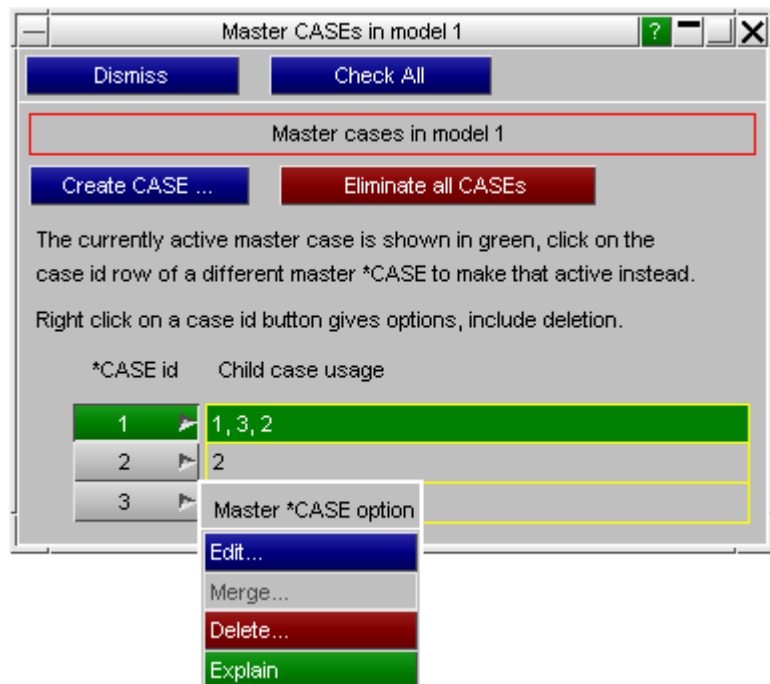 Master CASEs in model 1 ?
Dismiss Check All
Master cases in model 1
Create CASE ... Eliminate all CASEs
The currently active master case is shown in green, click on the
case id row of a different master *CASE to make that active instead.
Right click on a case id button gives options, include deletion.
*CASE id Child case usage
1 1, 3, 2
2 2
3
Master *CASE option
Edit...
Merge...
Delete...
Explain